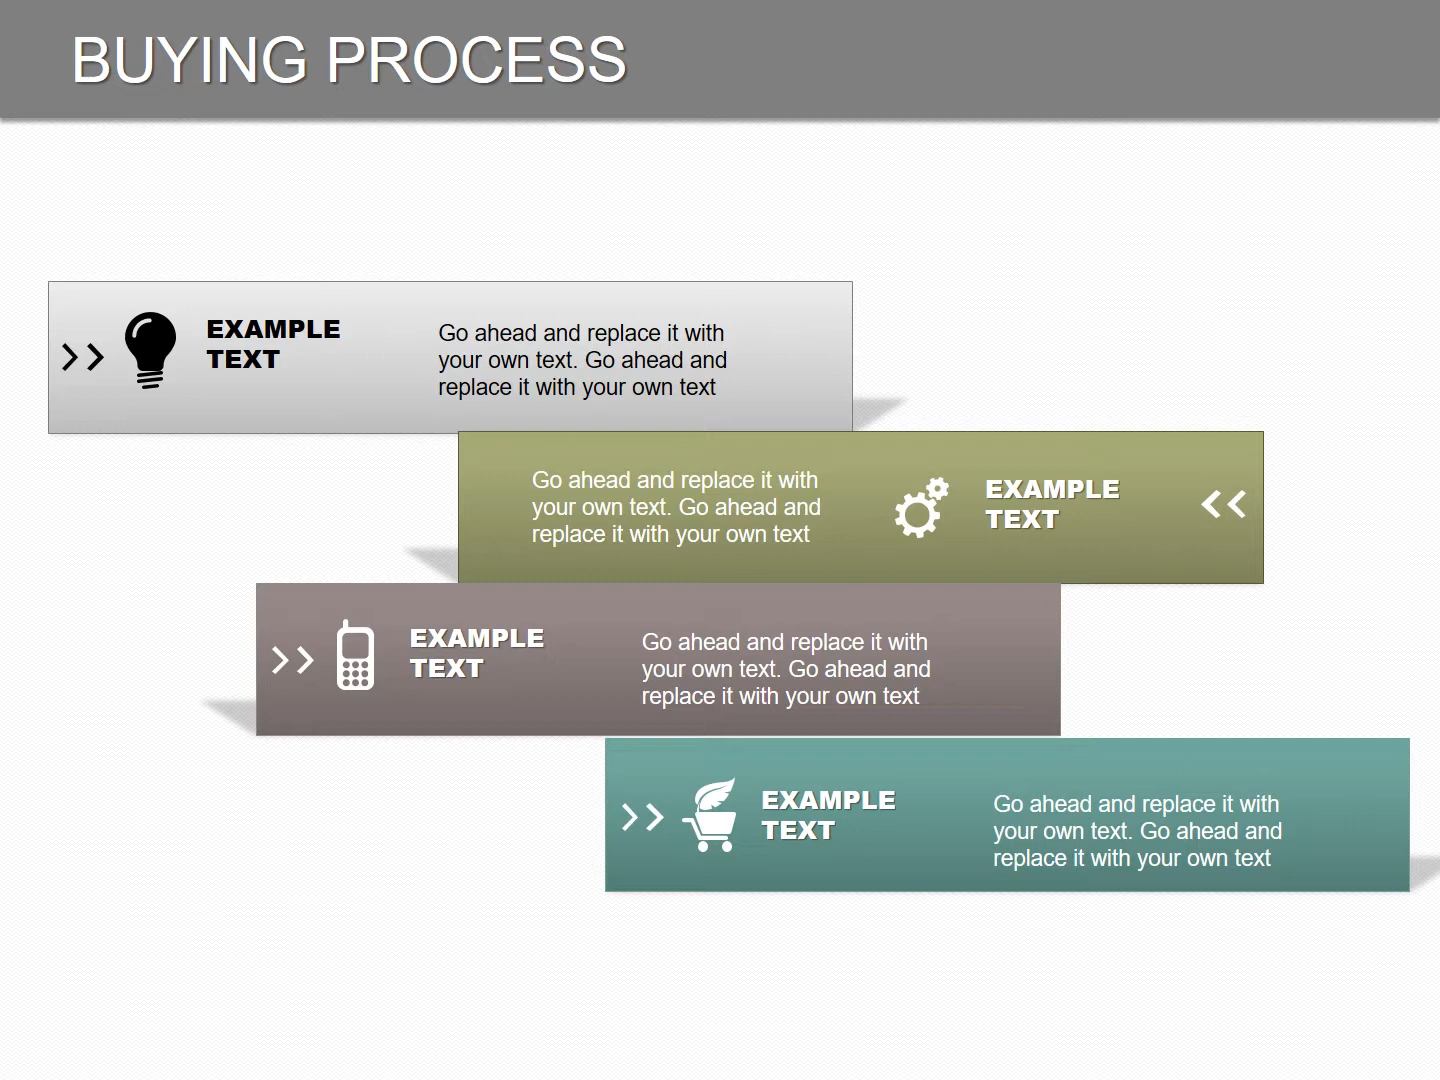 BUYING PROCESS
EXAMPLE
TEXT
Go ahead and replace it with
your own text. Go ahead and
replace it with your own text
Go ahead and replace it with
your own text. Go ahead and
replace it with your own text
EXAMPLE
TEXT
EXAMPLE
TEXT
Go ahead and replace it with
your own text. Go ahead and
replace it with your own text
EXAMPLE
TEXT
Go ahead and replace it with
your own text. Go ahead and
replace it with your own text